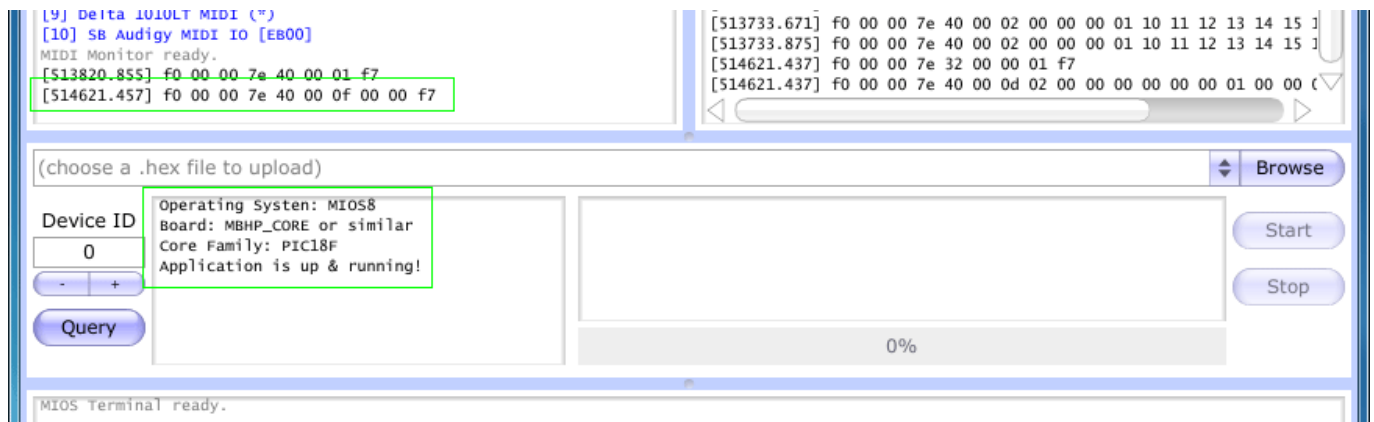 [9] Delta 1010LT MIDI (*)
[10] SB Audigy MIDI IO [EB00]
MIDI Monitor ready.
[513820.855] f0 00 00 7e 40 00 01 f7
[514621.457] f0 00 00 7e 40 00 0f 00 00 f7
[513733.671] f0 00 00 7e 40 00 02 00 00 00 01 10 11 12 13 14 15
[513733.875] f0 00 00 7e 40 00 02 00 00 00 01 10 11 12 13 14 15
[514621.437] f0 00 00 7e 32 00 00 01 f7
[514621.437] f0 00 00 7e 40 00 0d 02 00 00 00 00 00 00 01 00 00
(choose a .hex file to upload)
Browse
Device ID
0
- +
Query
Operating Systen: MIOS8
Board: MBHP_CORE or similar
Core Family: PIC18F
Application is up & running!
Start
Stop
0%
MIOS Terminal ready.